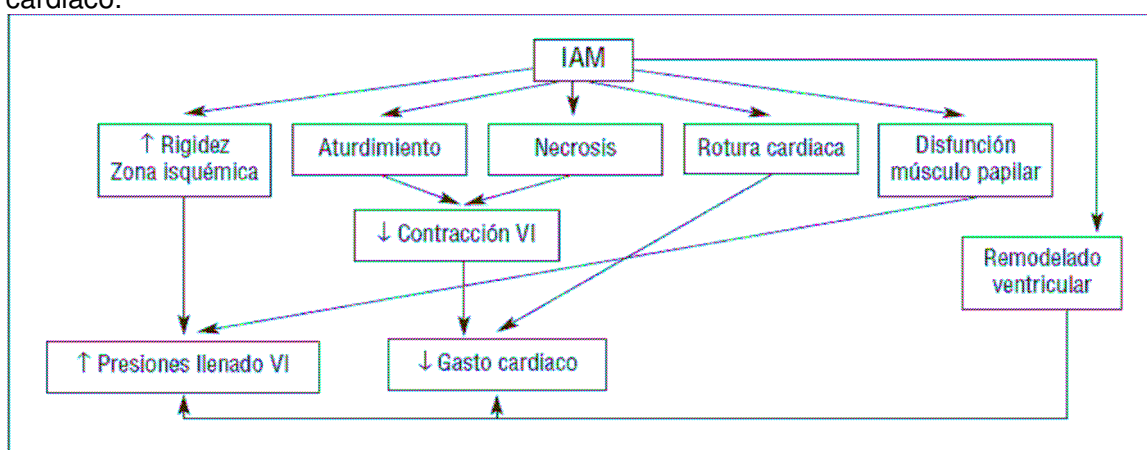 cardiaco.
IAM
↑ Rigidez
Zona isquémica
Aturdimiento
Necrosis
Rotura cardiaca
Disfunción
músculo papilar
↓ Contracción VI
Remodelado
ventricular
↑ Presiones llenado VI
↓ Gasto cardiaco